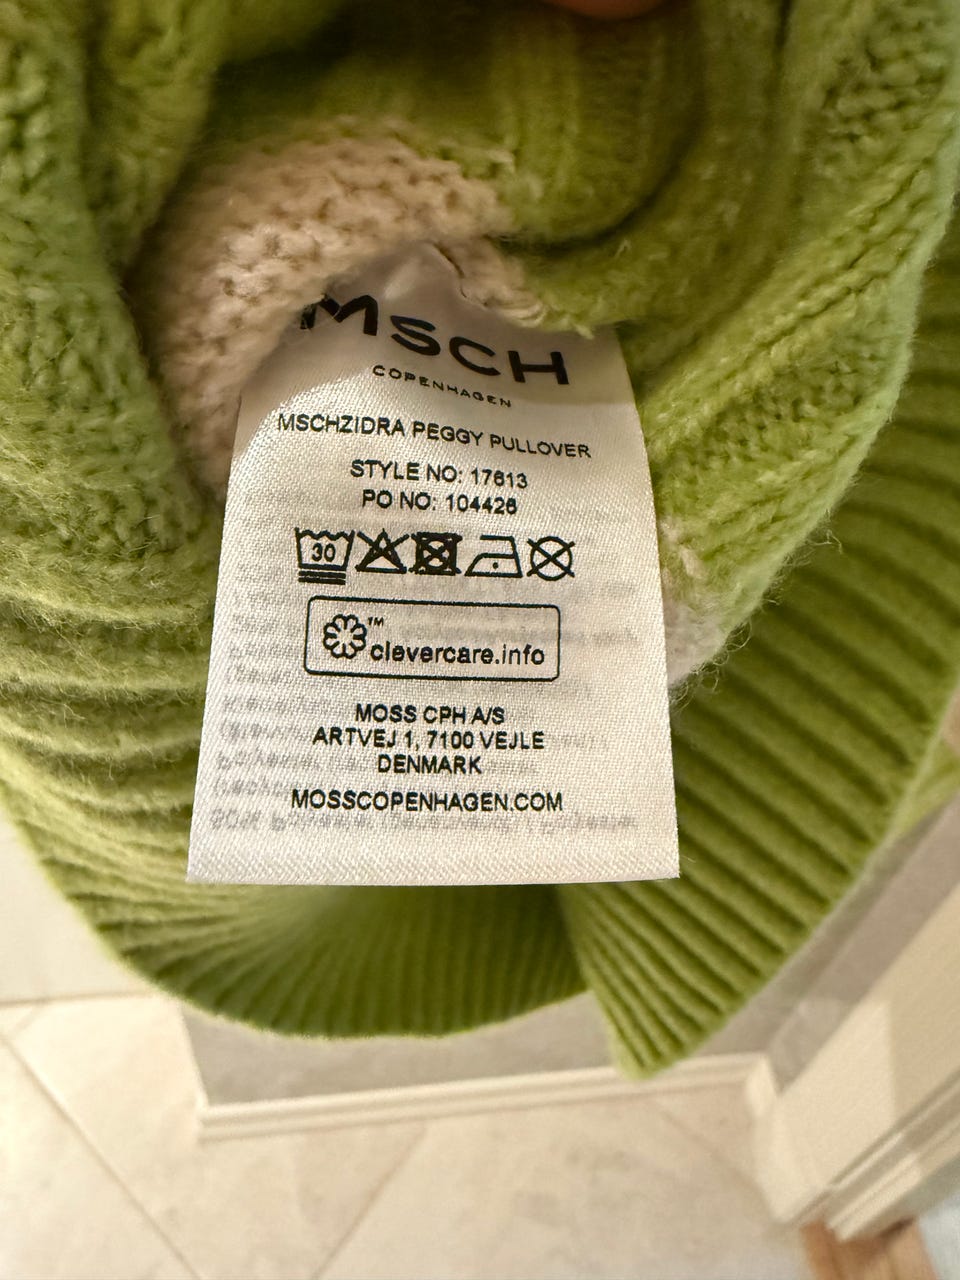 MSCH
COPENHAGEN
MSCHZIDRA PEGGY PULLOVER
STYLE NO: 17613
PO NO: 104426
30
™
clevercare.info
MOSS CPH A/S
ARTVEJ 1, 7100 VEJLE
DENMARK
MOSSCOPENHAGEN.COM